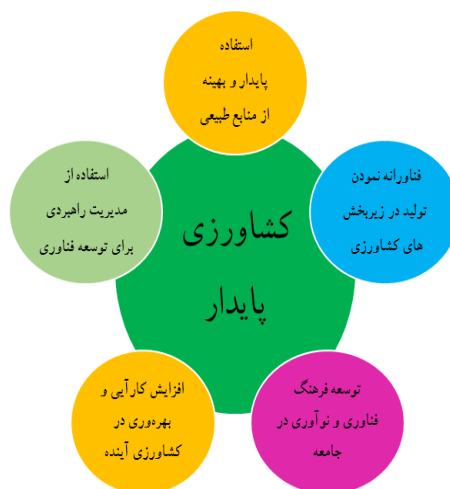 استفاده
پایدار و بهینه
از منابع طبیعی
فناورانه نمودن
تولید در زیربخش
های کشاورزی
توسعه فرهنگ
فناوری و نوآوری در
جامعه
افزایش کارآیی و
بهره‌وری در
کشاورزی آینده
استفاده از
مدیریت راهبردی
برای توسعه فناوری
کشاورزی
پایدار